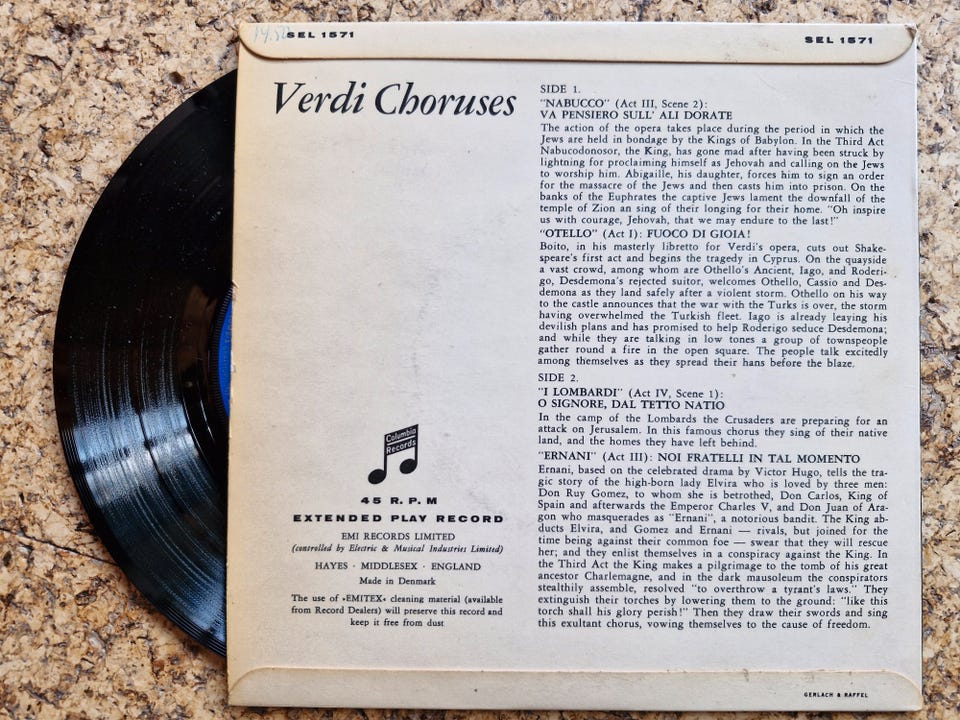 SEL 1571
SEL 1571
Verdi Choruses
Columbia
Records
45 R.P.M
EXTENDED PLAY RECORD
EMI RECORDS LIMITED
(controlled by Electric & Musical Industries Limited)
HAYES · MIDDLESEX · ENGLAND
Made in Denmark
The use of »EMITEX« cleaning material (available
from Record Dealers) will preserve this record and
keep it free from dust
SIDE 1.
"NABUCCO" (Act III, Scene 2):
VA PENSIERO SULL' ALI DORATE
The action of the opera takes place during the period in which the
Jews are held in bondage by the Kings of Babylon. In the Third Act
Nabucodonosor, the King, has gone mad after having been struck by
lightning for proclaiming himself as Jehovah and calling on the Jews
to worship him. Abigaille, his daughter, forces him to sign an order
for the massacre of the Jews and then casts him into prison. On the
banks of the Euphrates the captive Jews lament the downfall of the
temple of Zion an sing of their longing for their home. "Oh inspire
us with courage, Jehovah, that we may endure to the last!"
"OTELLO" (Act I): FUOCO DI GIOIA!
Boito, in his masterly libretto for Verdi's opera, cuts out Shake-
speare's first act and begins the tragedy in Cyprus. On the quayside
a vast crowd, among whom are Othello's Ancient, Iago, and Roderi-
go, Desdemona's rejected suitor, welcomes Othello, Cassio and Des-
demona as they land safely after a violent storm. Othello on his way
to the castle announces that the war with the Turks is over, the storm
having overwhelmed the Turkish fleet. Iago is already leying his
devilish plans and has promised to help Roderigo seduce Desdemona;
and while they are talking in low tones a group of townspeople
gather round a fire in the open square. The people talk excitedly
among themselves as they spread their hans before the blaze.
SIDE 2.
"I LOMBARDI" (Act IV, Scene 1):
O SIGNORE, DAL TETTO NATIO
In the camp of the Lombards the Crusaders are preparing for an
attack on Jerusalem. In this famous chorus they sing of their native
land, and the homes they have left behind.
"ERNANI" (Act III): NOI FRATELLI IN TAL MOMENTO
Ernani, based on the celebrated drama by Victor Hugo, tells the tra-
gic story of the high-born lady Elvira who is loved by three men:
Don Ruy Gomez, to whom she is betrothed, Don Carlos, King of
Spain and afterwards the Emperor Charles V, and Don Juan of Ara-
gon who masquerades as "Ernani", a notorious bandit. The King ab-
ducts Elvira, and Gomez and Ernani — rivals, but joined for the
time being against their common foe — swear that they will rescue
her; and they enlist themselves in a conspiracy against the King. In
the Third Act the King makes a pilgrimage to the tomb of his great
ancestor Charlemagne, and in the dark mausoleum the conspirators
stealthily assemble, resolved "to overthrow a tyrant's laws." They
extinguish their torches by lowering them to the ground: "like this
torch shall his glory perish!" Then they draw their swords and sing
this exultant chorus, vowing themselves to the cause of freedom.
GERLACH & RAFFEL